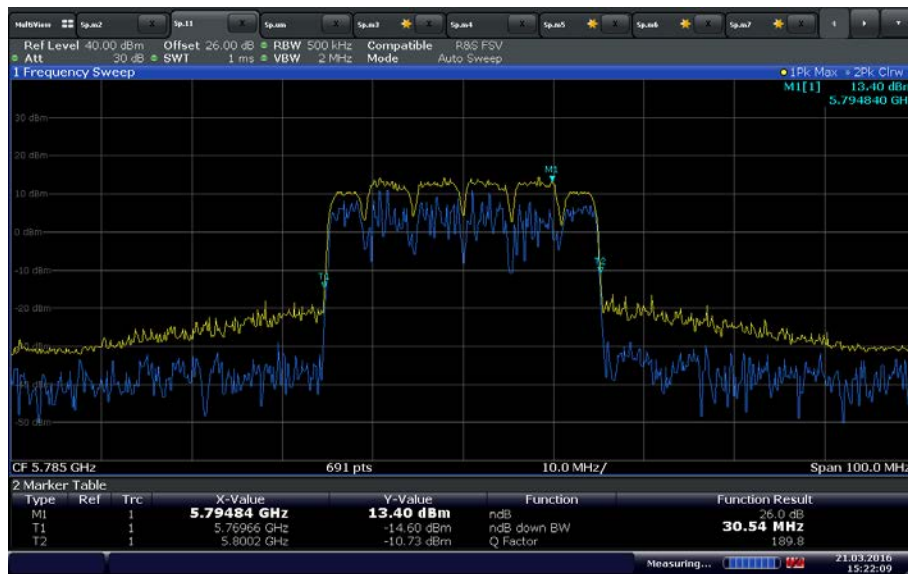 MultiView Sp.m2 X Sp.11 X Sp.om X Sp.m3 X Sp.m4 X Sp.m5 X Sp.m6 X Sp.m7 X
Ref Level 40.00 dBm Offset 26.00 dB RBW 500 kHz Compatible R&S FSV
Att 30 dB SWT 1 ms VBW 2 MHz Mode Auto Sweep
1 Frequency Sweep 1Pk Max 2Pk Clrw
M1[1] 13.40 dBm
5.794840 GH
30 dBm
20 dBm
M1
10 dBm
0 dBm
-10 dBm
T1 T2
-20 dBm
-50 dBm
CF 5.785 GHz 691 pts 10.0 MHz/ Span 100.0 MHz
2 Marker Table
Type Ref Trc X-Value Y-Value Function Function Result
M1 1 5.79484 GHz 13.40 dBm ndB 26.0 dB
T1 1 5.76966 GHz -14.60 dBm ndB down BW 30.54 MHz
T2 1 5.8002 GHz -10.73 dBm Q Factor 189.8
Measuring... 21.03.2016
15:22:09